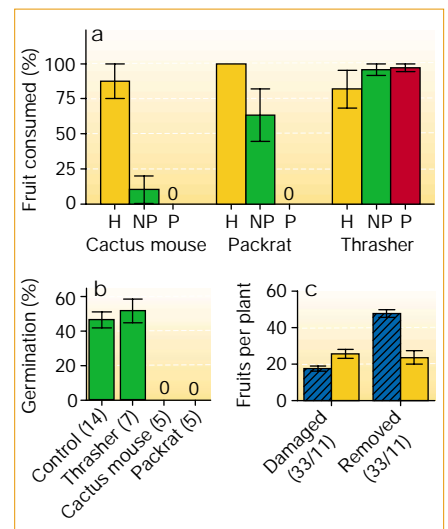 a
Fruit consumed (%)
100
75
50
25
0
0
0
H NP P H NP P H NP P
Cactus mouse Packrat Thrasher
b
Germination (%)
60
40
20
0
0 0
Control (14)
Thrasher (7)
Cactus mouse (5)
Packrat (5)
c
Fruits per plant
60
40
20
0
Damaged
(33/11)
Removed
(33/11)